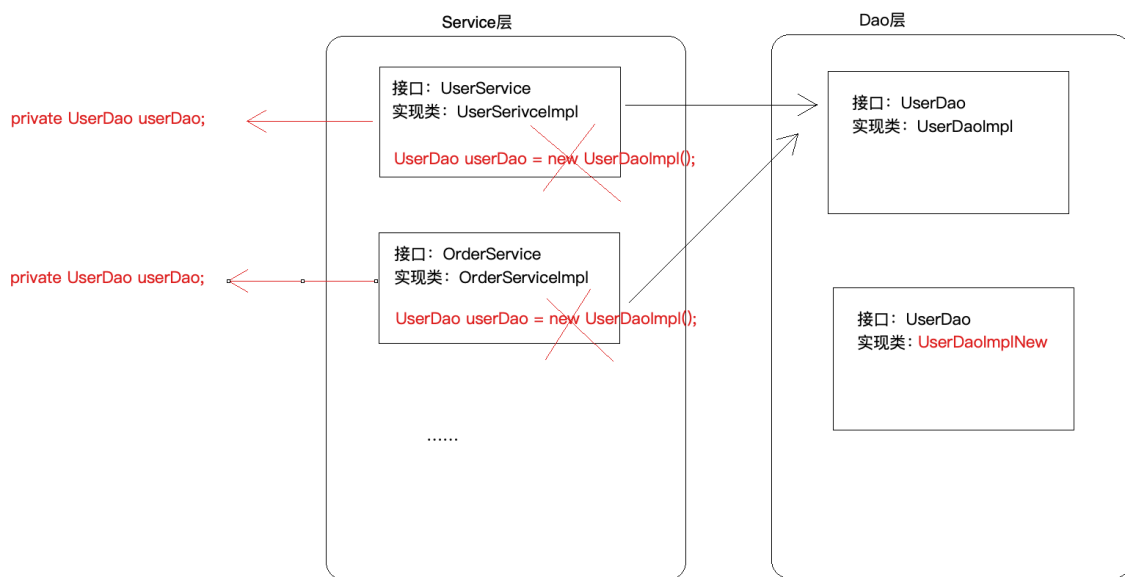 Service层
Dao层
接口：UserService
实现类：UserSerivceImpl
UserDao userDao = new UserDaoImpl();
private UserDao userDao;
接口：UserDao
实现类：UserDaoImpl
接口：OrderService
实现类：OrderServiceImpl
UserDao userDao = new UserDaoImpl();
private UserDao userDao;
接口：UserDao
实现类：UserDaoImplNew
......